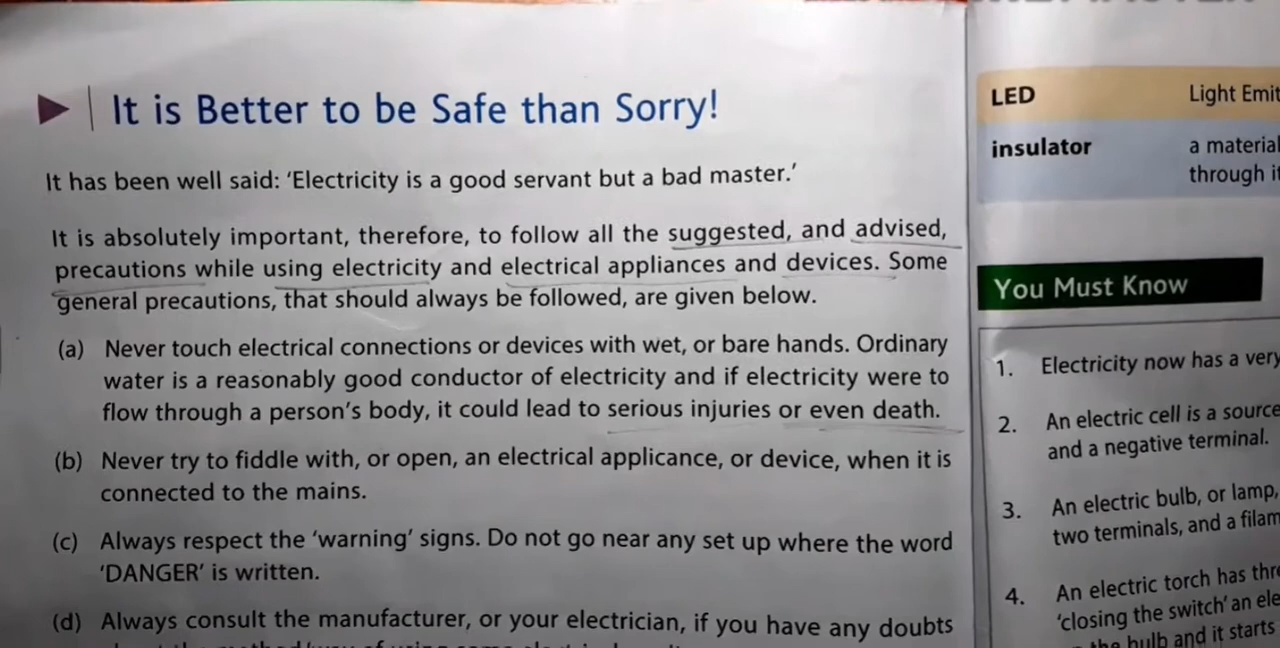 It is Better to be Safe than Sorry!
It has been well said: 'Electricity is a good servant but a bad master.'
It is absolutely important, therefore, to follow all the suggested, and advised,
precautions while using electricity and electrical appliances and devices. Some
general precautions, that should always be followed, are given below.
(a) Never touch electrical connections or devices with wet, or bare hands. Ordinary
water is a reasonably good conductor of electricity and if electricity were to
flow through a person's body, it could lead to serious injuries or even death.
(b) Never try to fiddle with, or open, an electrical applicance, or device, when it is
connected to the mains.
(c) Always respect the 'warning' signs. Do not go near any set up where the word
'DANGER' is written.
(d) Always consult the manufacturer, or your electrician, if you have any doubts
LED Light Emit
insulator a material
through it
You Must Know
1. Electricity now has a very
2. An electric cell is a source
and a negative terminal.
3. An electric bulb, or lamp,
two terminals, and a filam
4. An electric torch has thre
'closing the switch' an ele
the bulb and it starts